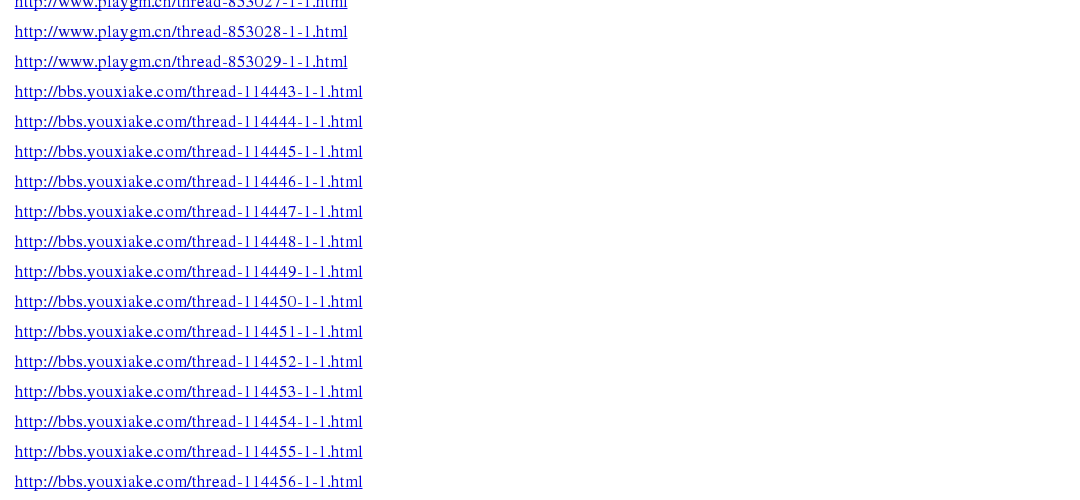 http://www.playgm.cn/thread-853027-1-1.html
http://www.playgm.cn/thread-853028-1-1.html
http://www.playgm.cn/thread-853029-1-1.html
http://bbs.youxiake.com/thread-114443-1-1.html
http://bbs.youxiake.com/thread-114444-1-1.html
http://bbs.youxiake.com/thread-114445-1-1.html
http://bbs.youxiake.com/thread-114446-1-1.html
http://bbs.youxiake.com/thread-114447-1-1.html
http://bbs.youxiake.com/thread-114448-1-1.html
http://bbs.youxiake.com/thread-114449-1-1.html
http://bbs.youxiake.com/thread-114450-1-1.html
http://bbs.youxiake.com/thread-114451-1-1.html
http://bbs.youxiake.com/thread-114452-1-1.html
http://bbs.youxiake.com/thread-114453-1-1.html
http://bbs.youxiake.com/thread-114454-1-1.html
http://bbs.youxiake.com/thread-114455-1-1.html
http://bbs.youxiake.com/thread-114456-1-1.html